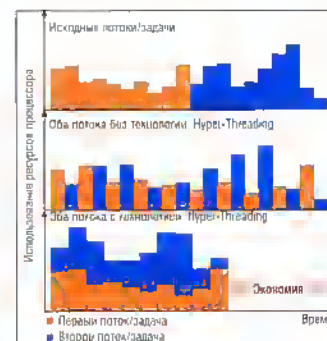 Использование ресурсов процессора
Исходные потоки/задачи
Оба потока без технологии Hyper-Threading
Оба потока с технологией Hyper-Threading
Экономия
Время
Первый поток/задача
Второй поток/задача